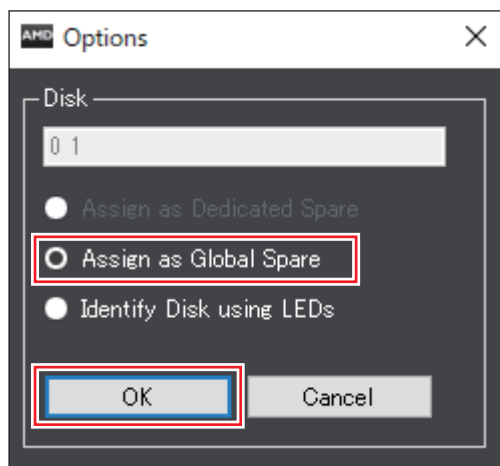 AMD Options
Disk
0 1
Assign as Dedicated Spare
Assign as Global Spare
Identify Disk using LEDs
OK Cancel